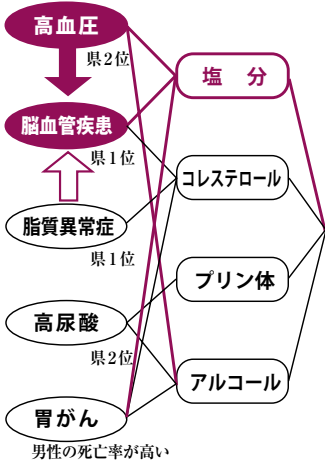 高血圧
県2位
塩 分
脳血管疾患
県1位
コレステロール
脂質異常症
県1位
プリン体
高尿酸
県2位
アルコール
胃がん
男性の死亡率が高い